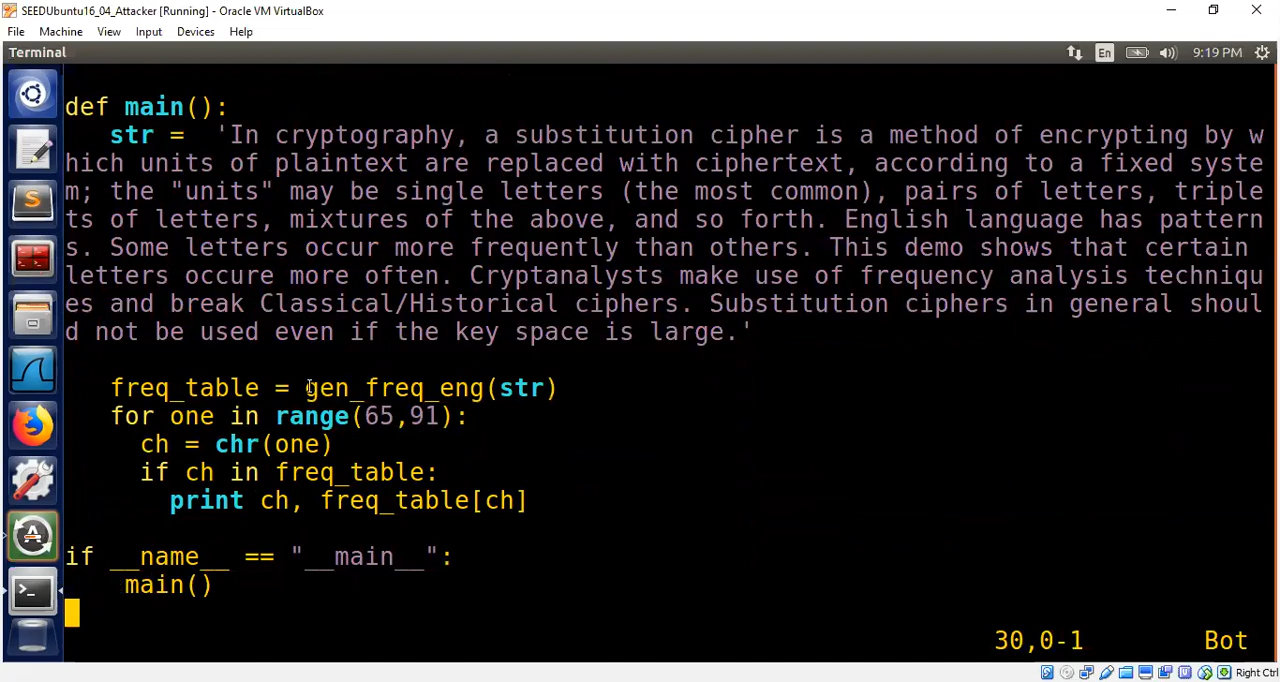 SEEDUbuntu16_04_Attacker [Running] - Oracle VM VirtualBox
File Machine View Input Devices Help
Terminal En 9:19 PM
def main():
str = 'In cryptography, a substitution cipher is a method of encrypting by w
hich units of plaintext are replaced with ciphertext, according to a fixed syste
m; the "units" may be single letters (the most common), pairs of letters, triple
ts of letters, mixtures of the above, and so forth. English language has pattern
s. Some letters occur more frequently than others. This demo shows that certain
letters occure more often. Cryptanalysts make use of frequency analysis techniqu
es and break Classical/Historical ciphers. Substitution ciphers in general shoul
d not be used even if the key space is large.'
freq_table = gen_freq_eng(str)
for one in range(65,91):
ch = chr(one)
if ch in freq_table:
print ch, freq_table[ch]
if __name__ == "__main__":
main()
30,0-1 Bot
Right Ctrl